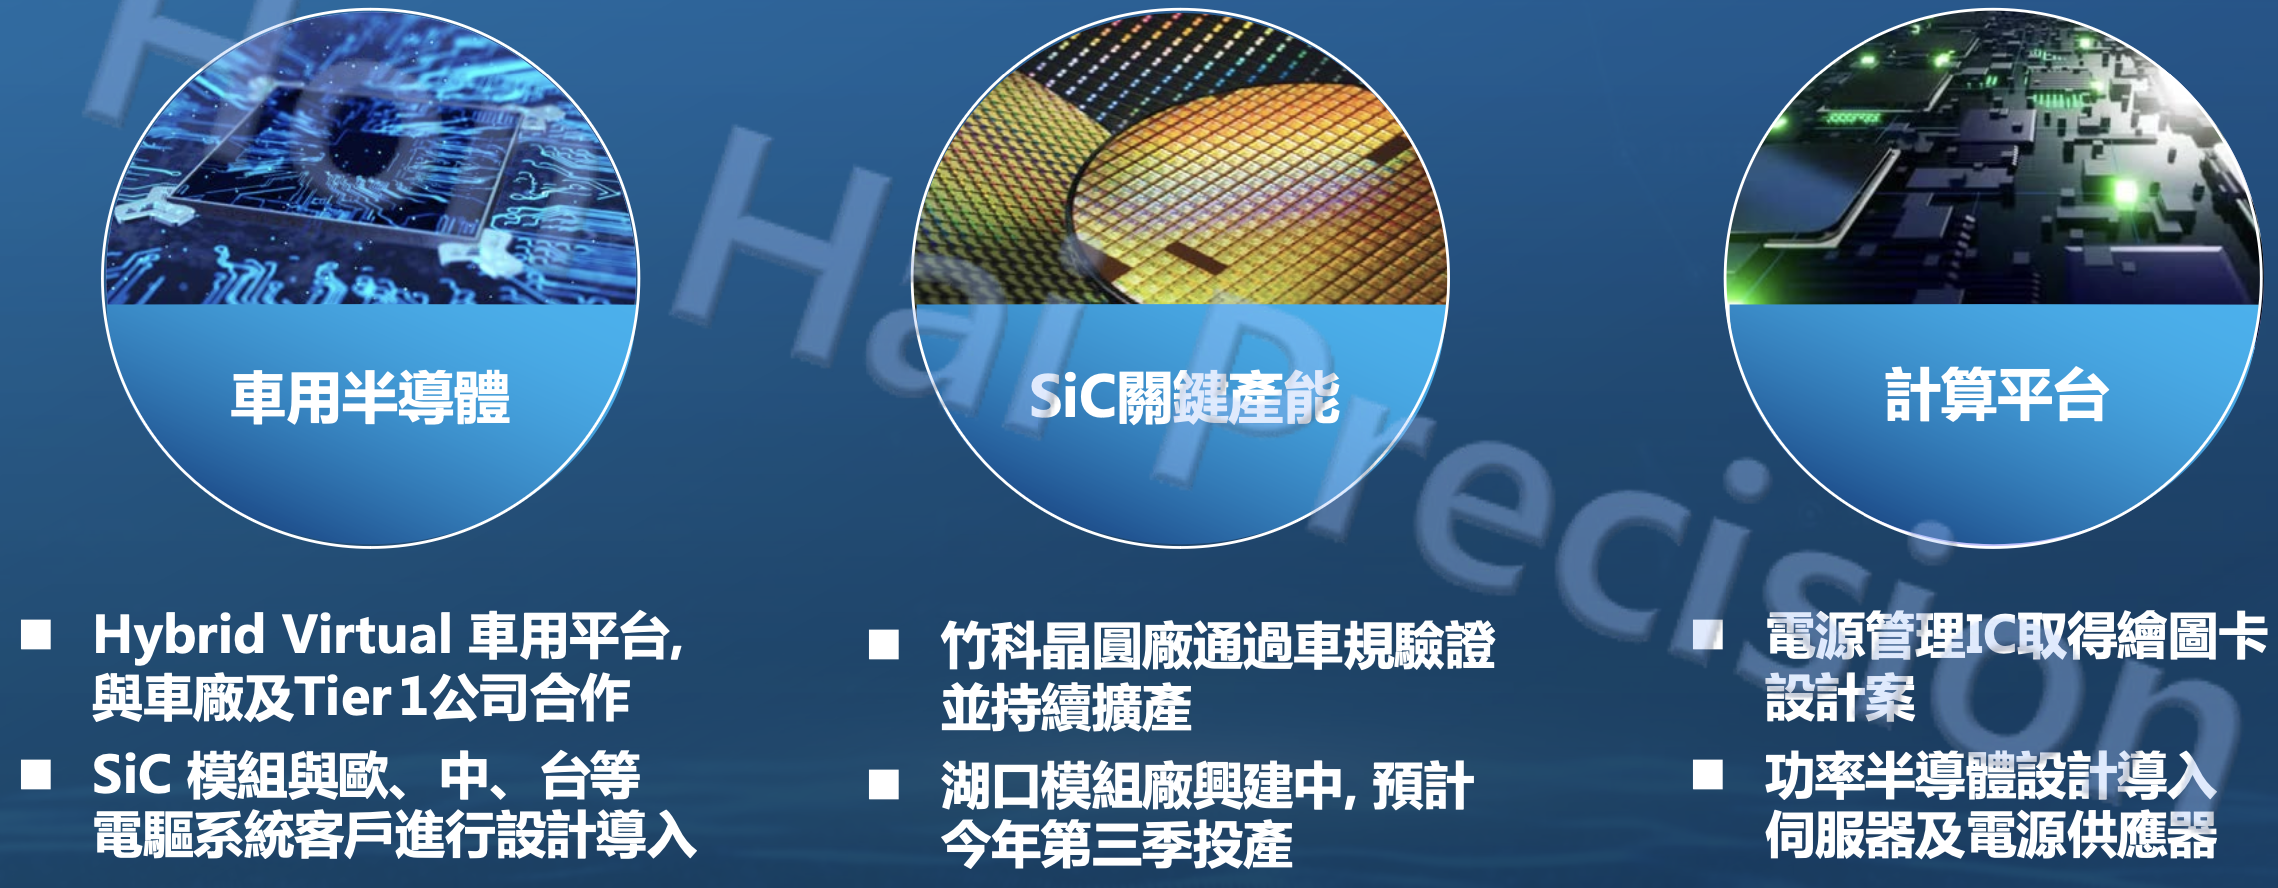 Hon Hai Precision
車用半導體
Hybrid Virtual 車用平台,
與車廠及Tier 1公司合作
SiC 模組與歐、中、台等
電驅系統客戶進行設計導入
SiC關鍵產能
竹科晶圓廠通過車規驗證
並持續擴產
湖口模組廠興建中, 預計
今年第三季投產
計算平台
電源管理IC取得繪圖卡
設計案
功率半導體設計導入
伺服器及電源供應器